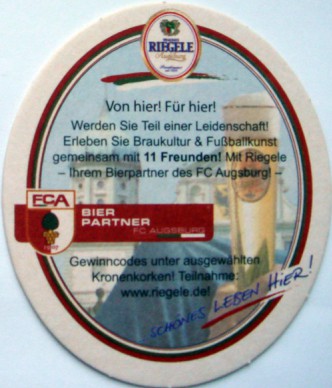 RIEGELE
Augsburg
Von hier! Für hier!
Werden Sie Teil einer Leidenschaft!
Erleben Sie Braukultur & Fußballkunst
gemeinsam mit 11 Freunden! Mit Riegele
– Ihrem Bierpartner des FC Augsburg! –
FCA
BIER
PARTNER
FC AUGSBURG
1907
Gewinncodes unter ausgewählten
Kronenkorken! Teilnahme:
www.riegele.de!
SCHÖNES LEBEN HiER!